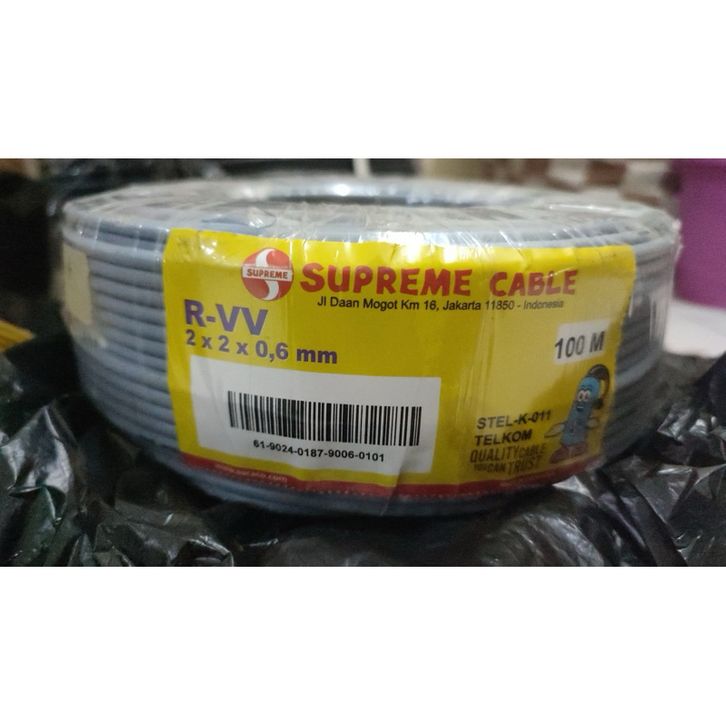 SUPREME
SUPREME CABLE
Jl Daan Mogot Km 16, Jakarta 11850 - Indonesia
R-VV
2 x 2 x 0,6 mm
100 M
61-9024-0187-9006-0101
STEL-K-011
TELKOM
QUALITY CABLE
YOU CAN TRUST